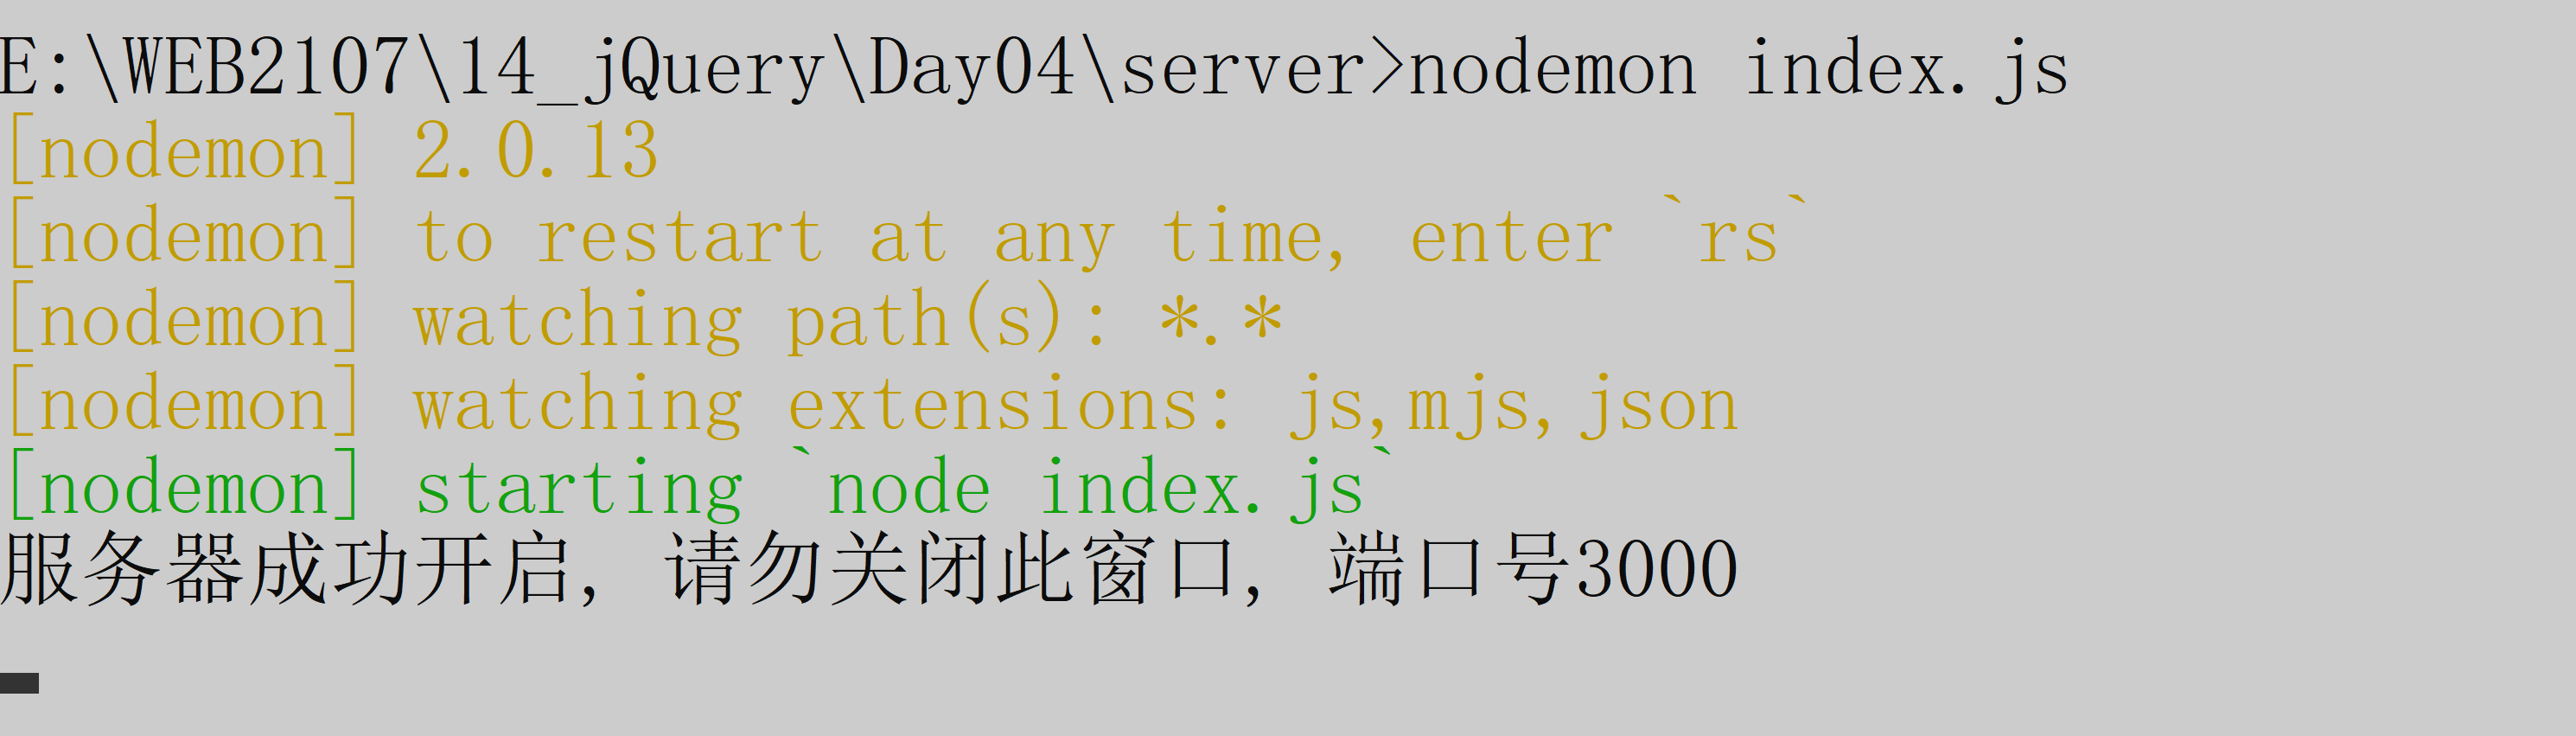 E:\WEB2107\14_jQuery\Day04\server>nodemon index.js
[nodemon] 2.0.13
[nodemon] to restart at any time, enter `rs`
[nodemon] watching path(s): *.*
[nodemon] watching extensions: js,mjs,json
[nodemon] starting `node index.js`
服务器成功开启, 请勿关闭此窗口, 端口号3000